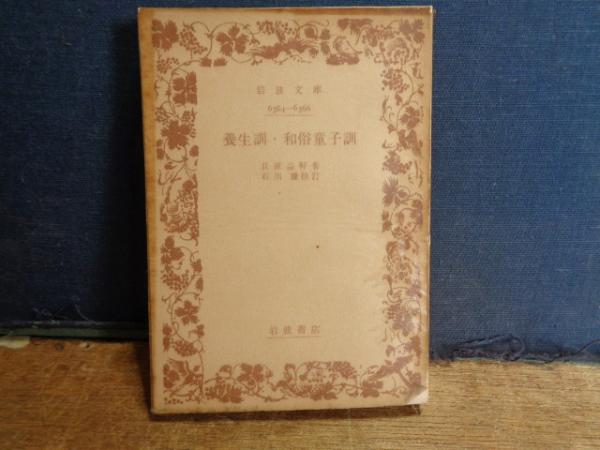 岩波文庫
6364—6366
養生訓・和俗童子訓
貝原益軒著
石川謙校訂
岩波書店